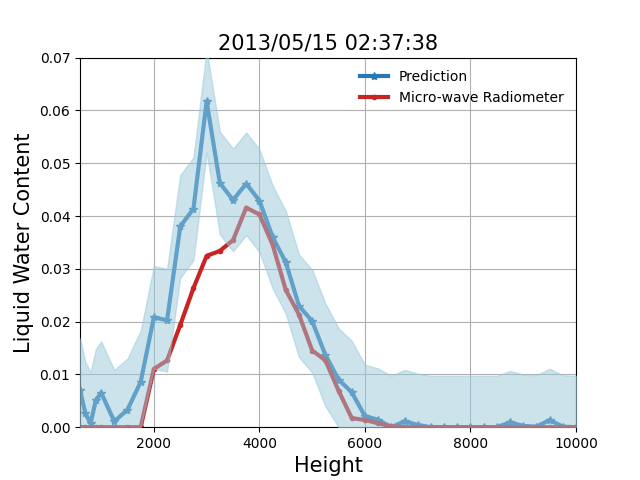 2013/05/15 02:37:38
0.07
0.06
0.05
0.04
0.03
0.02
0.01
0.00
Liquid Water Content
Prediction
Micro-wave Radiometer
2000 4000 6000 8000 10000
Height